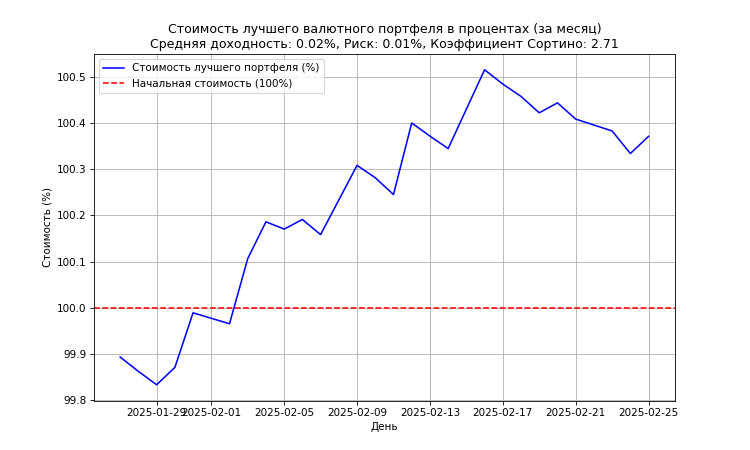 Стоимость лучшего валютного портфеля в процентах (за месяц)
Средняя доходность: 0.02%, Риск: 0.01%, Коэффициент Сортино: 2.71
Стоимость лучшего портфеля (%)
Начальная стоимость (100%)
Стоимость (%)
100.5
100.4
100.3
100.2
100.1
100.0
99.9
99.8
2025-01-29 2025-02-01 2025-02-05 2025-02-09 2025-02-13 2025-02-17 2025-02-21 2025-02-25
День